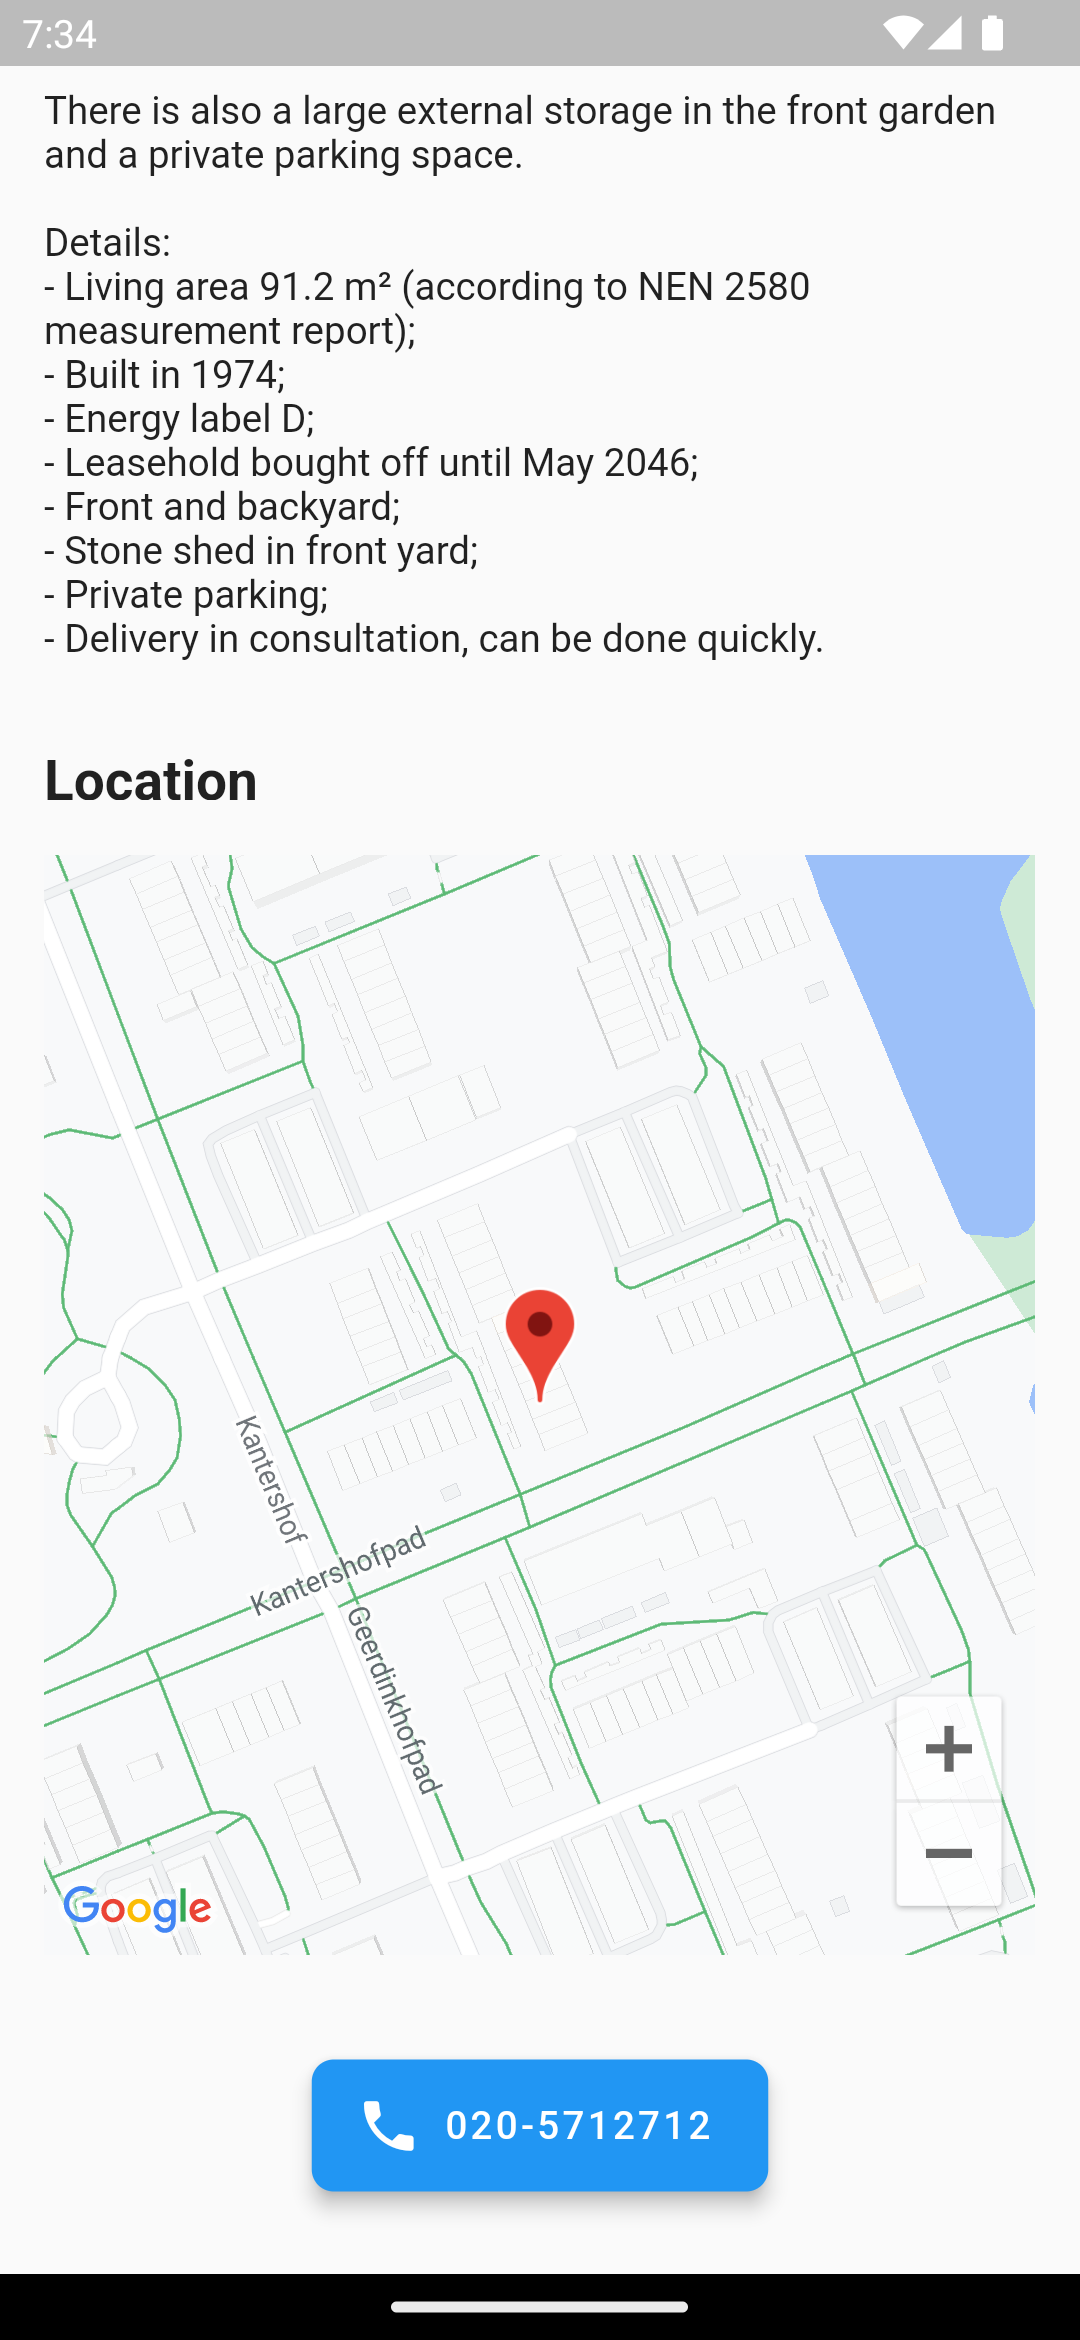 7:34
There is also a large external storage in the front garden
and a private parking space.
Details:
- Living area 91.2 m² (according to NEN 2580
measurement report);
- Built in 1974;
- Energy label D;
- Leasehold bought off until May 2046;
- Front and backyard;
- Stone shed in front yard;
- Private parking;
- Delivery in consultation, can be done quickly.
Location
Kantershof
Kantershofpad
Geerdinkhofpad
Google
020-5712712